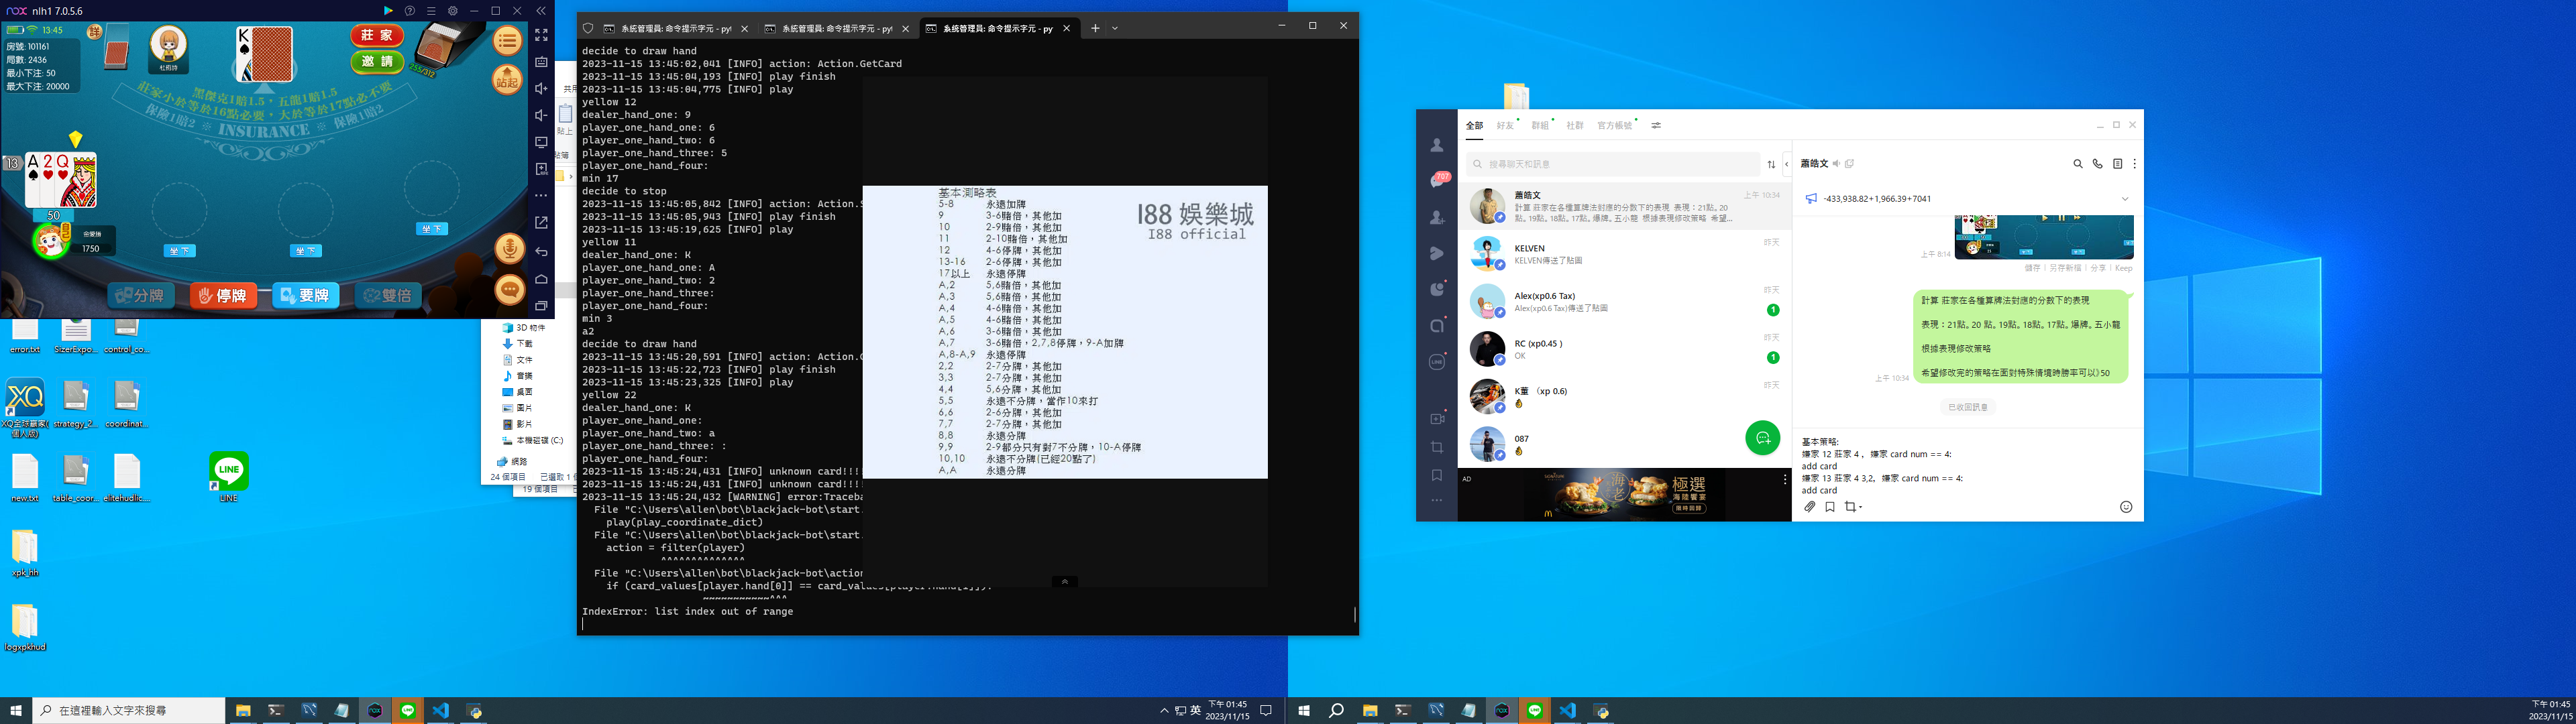 nox nlh1 7.0.5.6
13:45
房號: 101161
局數: 2436
最小下注: 50
最大下注: 20000
詳
杜拒詩
K
莊 家
邀 請
255/312
站起
黑傑克1賠1.5，五龍1賠1.5
莊家小於等於16點必要，大於等於17點必不要
保險1賠2 ※ INSURANCE ※ 保險1賠2
13
A 2 Q
50
自己
1750
坐 下
坐 下
坐 下
分牌
停牌
要牌
雙倍
error.txt
SizerExpo...
control_co...
XQ全球贏家(個人版)
strategy_2...
coordinat...
new.txt
table_coor...
elitehudlic...
LINE
xpk_hh
logxpkhud
共用
貼上
3D 物件
下載
文件
音樂
桌面
圖片
影片
本機磁碟 (C:)
網路
24 個項目
已選取 1
19 個項目
系統管理員: 命令提示字元 - pyt
系統管理員: 命令提示字元 - pyt
系統管理員: 命令提示字元 - py
decide to draw hand
2023-11-15 13:45:02,041 [INFO] action: Action.GetCard
2023-11-15 13:45:04,193 [INFO] play finish
2023-11-15 13:45:04,775 [INFO] play
yellow 12
dealer_hand_one: 9
player_one_hand_one: 6
player_one_hand_two: 6
player_one_hand_three: 5
player_one_hand_four:
min 17
decide to stop
2023-11-15 13:45:05,842 [INFO] action: Action.S
2023-11-15 13:45:05,943 [INFO] play finish
2023-11-15 13:45:19,625 [INFO] play
yellow 11
dealer_hand_one: K
player_one_hand_one: A
player_one_hand_two: 2
player_one_hand_three:
player_one_hand_four:
min 3
a2
decide to draw hand
2023-11-15 13:45:20,591 [INFO] action: Action.G
2023-11-15 13:45:22,723 [INFO] play finish
2023-11-15 13:45:23,325 [INFO] play
yellow 22
dealer_hand_one: K
player_one_hand_one:
player_one_hand_two: a
player_one_hand_three: :
player_one_hand_four:
2023-11-15 13:45:24,431 [INFO] unknown card!!!!
2023-11-15 13:45:24,431 [INFO] unknown card!!!!
2023-11-15 13:45:24,432 [WARNING] error:Traceba
File "C:\Users\allen\bot\blackjack-bot\start.
play(play_coordinate_dict)
File "C:\Users\allen\bot\blackjack-bot\start.
action = filter(player)
^^^^^^^^^^^^^^
File "C:\Users\allen\bot\blackjack-bot\action
if (card_values[player.hand[0]] == card_values[player.hand[1]]):
~~~~~~~~~~~^^^
IndexError: list index out of range
基本測略表
5-8 永遠加牌
9 3-6賭倍，其他加
10 2-9賭倍，其他加
11 2-10賭倍，其他加
12 4-6停牌，其他加
13-16 2-6停牌，其他加
17以上 永遠停牌
A,2 5,6賭倍，其他加
A,3 5,6賭倍，其他加
A,4 4-6賭倍，其他加
A,5 4-6賭倍，其他加
A,6 3-6賭倍，其他加
A,7 3-6賭倍，2,7,8停牌，9-A加牌
A,8-A,9 永遠停牌
2,2 2-7分牌，其他加
3,3 2-7分牌，其他加
4,4 5,6分牌，其他加
5,5 永遠不分牌，當作10來打
6,6 2-6分牌，其他加
7,7 2-7分牌，其他加
8,8 永遠分牌
9,9 2-9都分只有對7不分牌，10-A停牌
10,10 永遠不分牌(已經20點了)
A,A 永遠分牌
I88 娛樂城
I88 official
全部 好友 群組 社群 官方帳號
搜尋聊天和訊息
707
蕭皓文 上午 10:34
計算 莊家在各種算牌法對應的分數下的表現 表現：21點。20點。19點。18點。17點。爆牌。五小龍 根據表現修改策略 希望...
KELVEN 昨天
KELVEN傳送了貼圖
Alex(xp0.6 Tax) 昨天
Alex(xp0.6 Tax)傳送了貼圖 1
RC (xp0.45 ) 昨天
OK 1
K董 （xp 0.6) 昨天
087 昨天
AD
極選
海陸饗宴
限時回歸
蕭皓文
-433,938.82+1,966.39+7041
上午 8:14
儲存 | 另存新檔 | 分享 | Keep
計算 莊家在各種算牌法對應的分數下的表現
表現：21點。20 點。19點。18點。17點。爆牌。五小龍
根據表現修改策略
希望修改完的策略在面對特殊情境時勝率可以》50
上午 10:34
已收回訊息
基本策略:
嫌家 12 莊家 4 ，嫌家 card num == 4:
add card
嫌家 13 莊家 4 3,2，嫌家 card num == 4:
add card
在這裡輸入文字來搜尋
英
下午 01:45
2023/11/15
下午 01:45
2023/11/15